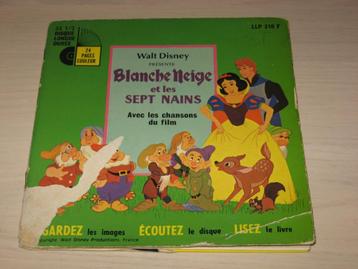 33 1/3
DISQUE
LONGUE
DURÉE
24
PAGES
COULEUR
LLP 310 F
Walt Disney
PRÉSENTE
Blanche Neige
et les
SEPT NAINS
Avec les chansons
du film
GARDEZ les images ÉCOUTEZ le disque LISEZ le livre
Walt Disney Productions, France